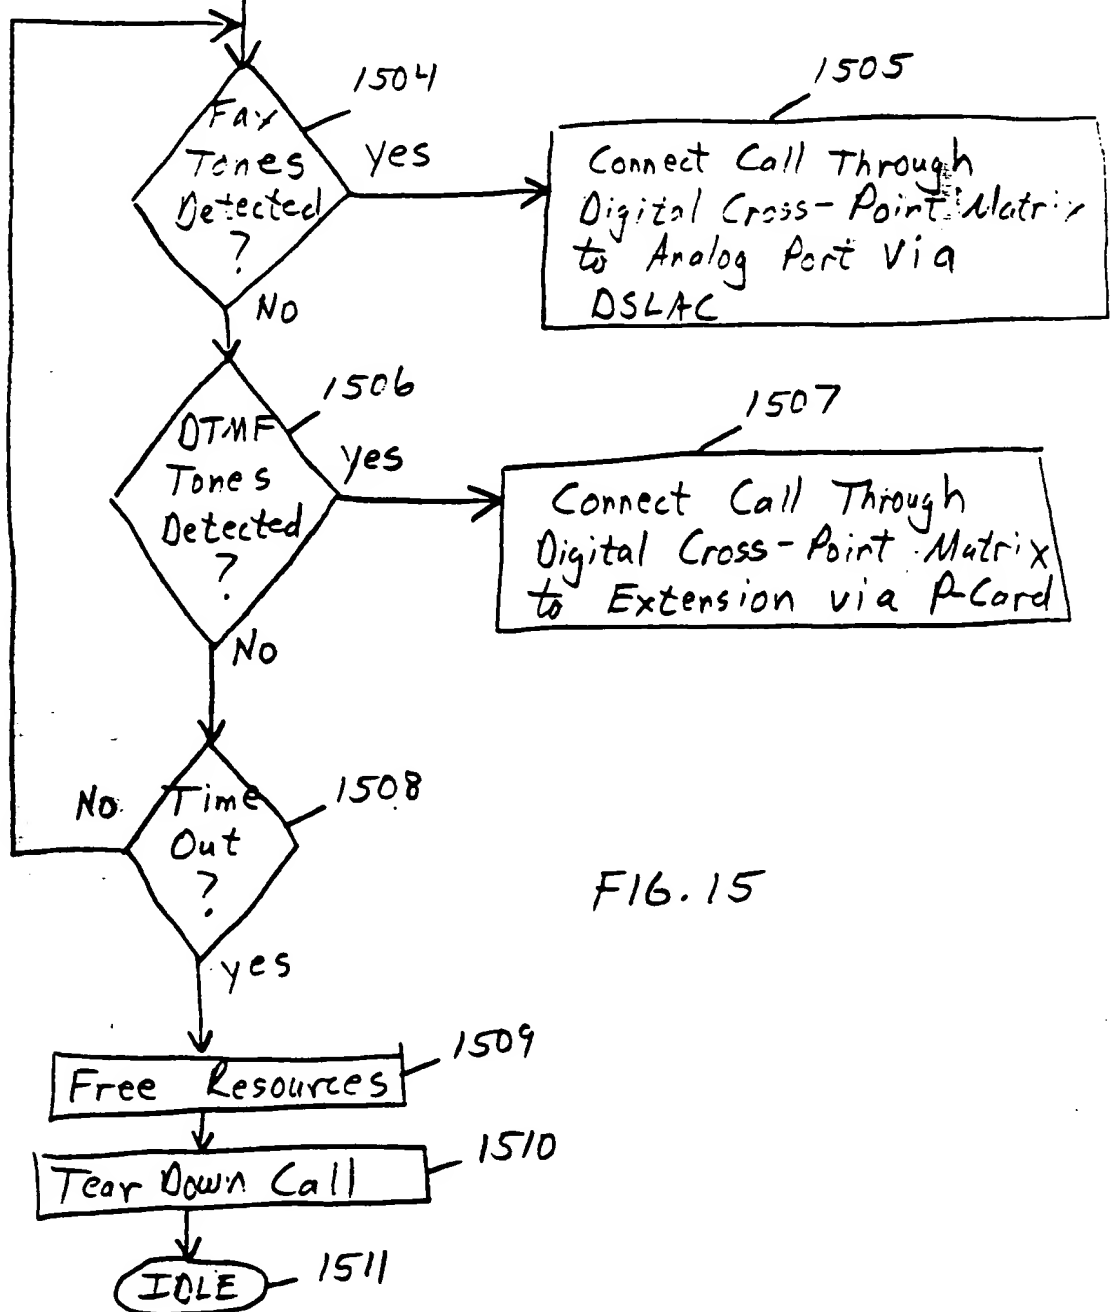 1504
Fax
Tones
Detected
?
yes
No
1505
Connect Call Through
Digital Cross-Point Matrix
to Analog Port Via
DSLAC
1506
DTMF
Tones
Detected
?
yes
No
1507
Connect Call Through
Digital Cross-Point Matrix
to Extension via P-Card
1508
Time
Out
?
No
yes
FIG. 15
1509
Free Resources
1510
Tear Down Call
1511
IDLE